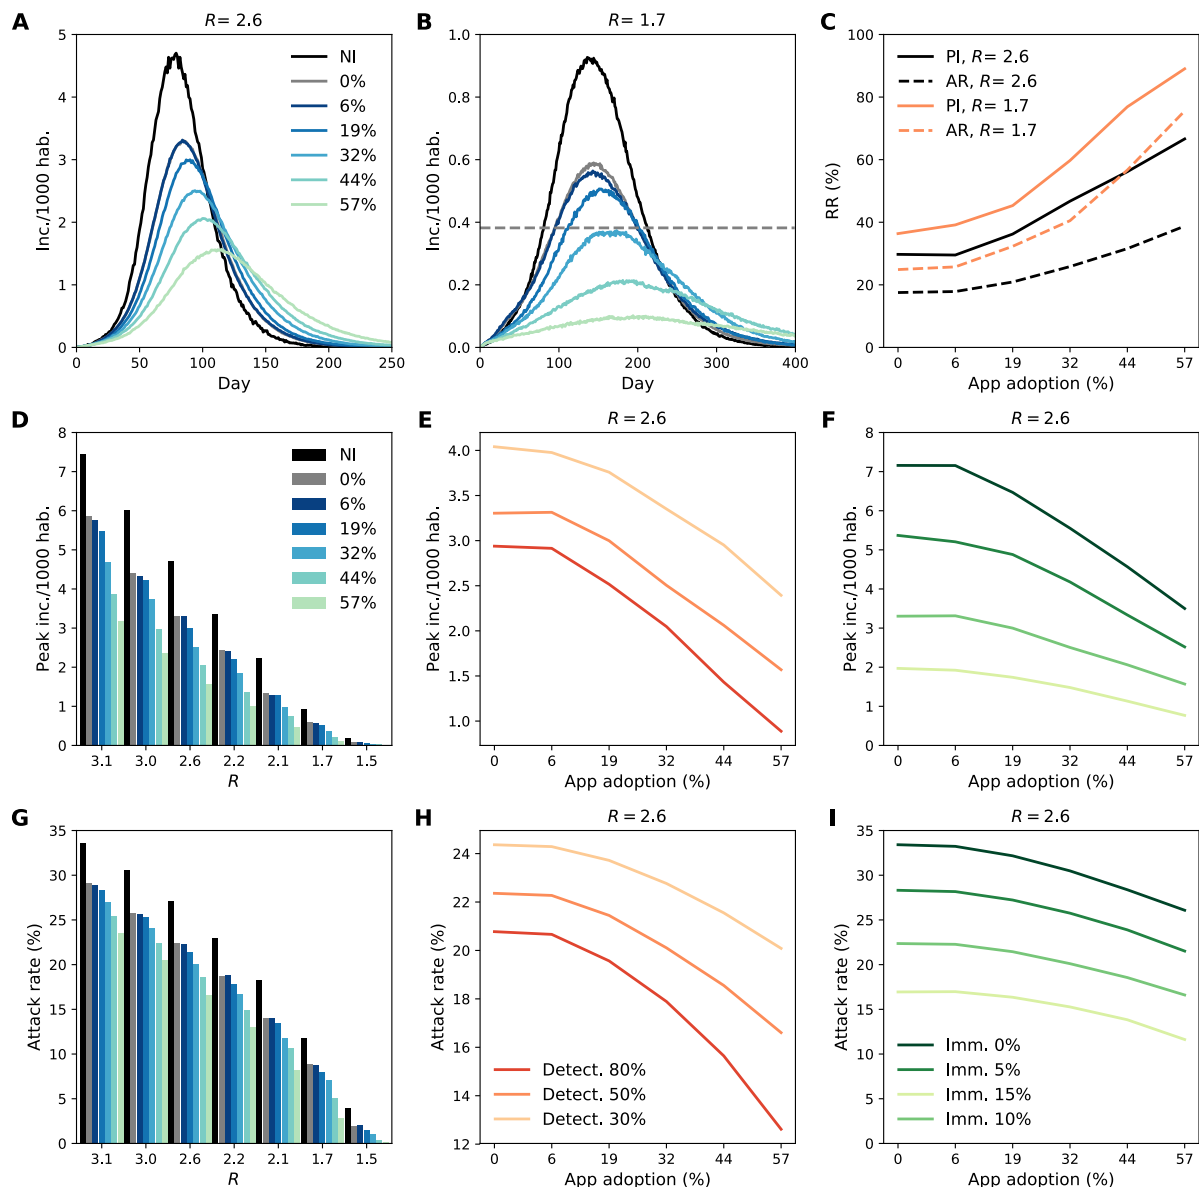 A
R= 2.6
Inc./1000 hab.
5
4
3
2
1
0
0 50 100 150 200 250
Day
NI
0%
6%
19%
32%
44%
57%
B
R= 1.7
Inc./1000 hab.
1.0
0.8
0.6
0.4
0.2
0.0
0 100 200 300 400
Day
C
RR (%)
100
80
60
40
20
0
0 6 19 32 44 57
App adoption (%)
PI, R= 2.6
AR, R= 2.6
PI, R= 1.7
AR, R= 1.7
D
Peak inc./1000 hab.
8
7
6
5
4
3
2
1
0
3.1 3.0 2.6 2.2 2.1 1.7 1.5
R
NI
0%
6%
19%
32%
44%
57%
E
R = 2.6
Peak inc./1000 hab.
4.0
3.5
3.0
2.5
2.0
1.5
1.0
0 6 19 32 44 57
App adoption (%)
F
R = 2.6
Peak inc./1000 hab.
8
7
6
5
4
3
2
1
0
0 6 19 32 44 57
App adoption (%)
G
Attack rate (%)
35
30
25
20
15
10
5
0
3.1 3.0 2.6 2.2 2.1 1.7 1.5
R
H
R = 2.6
Attack rate (%)
24
22
20
18
16
14
12
0 6 19 32 44 57
App adoption (%)
Detect. 80%
Detect. 50%
Detect. 30%
I
R = 2.6
Attack rate (%)
35
30
25
20
15
10
5
0
0 6 19 32 44 57
App adoption (%)
Imm. 0%
Imm. 5%
Imm. 15%
Imm. 10%